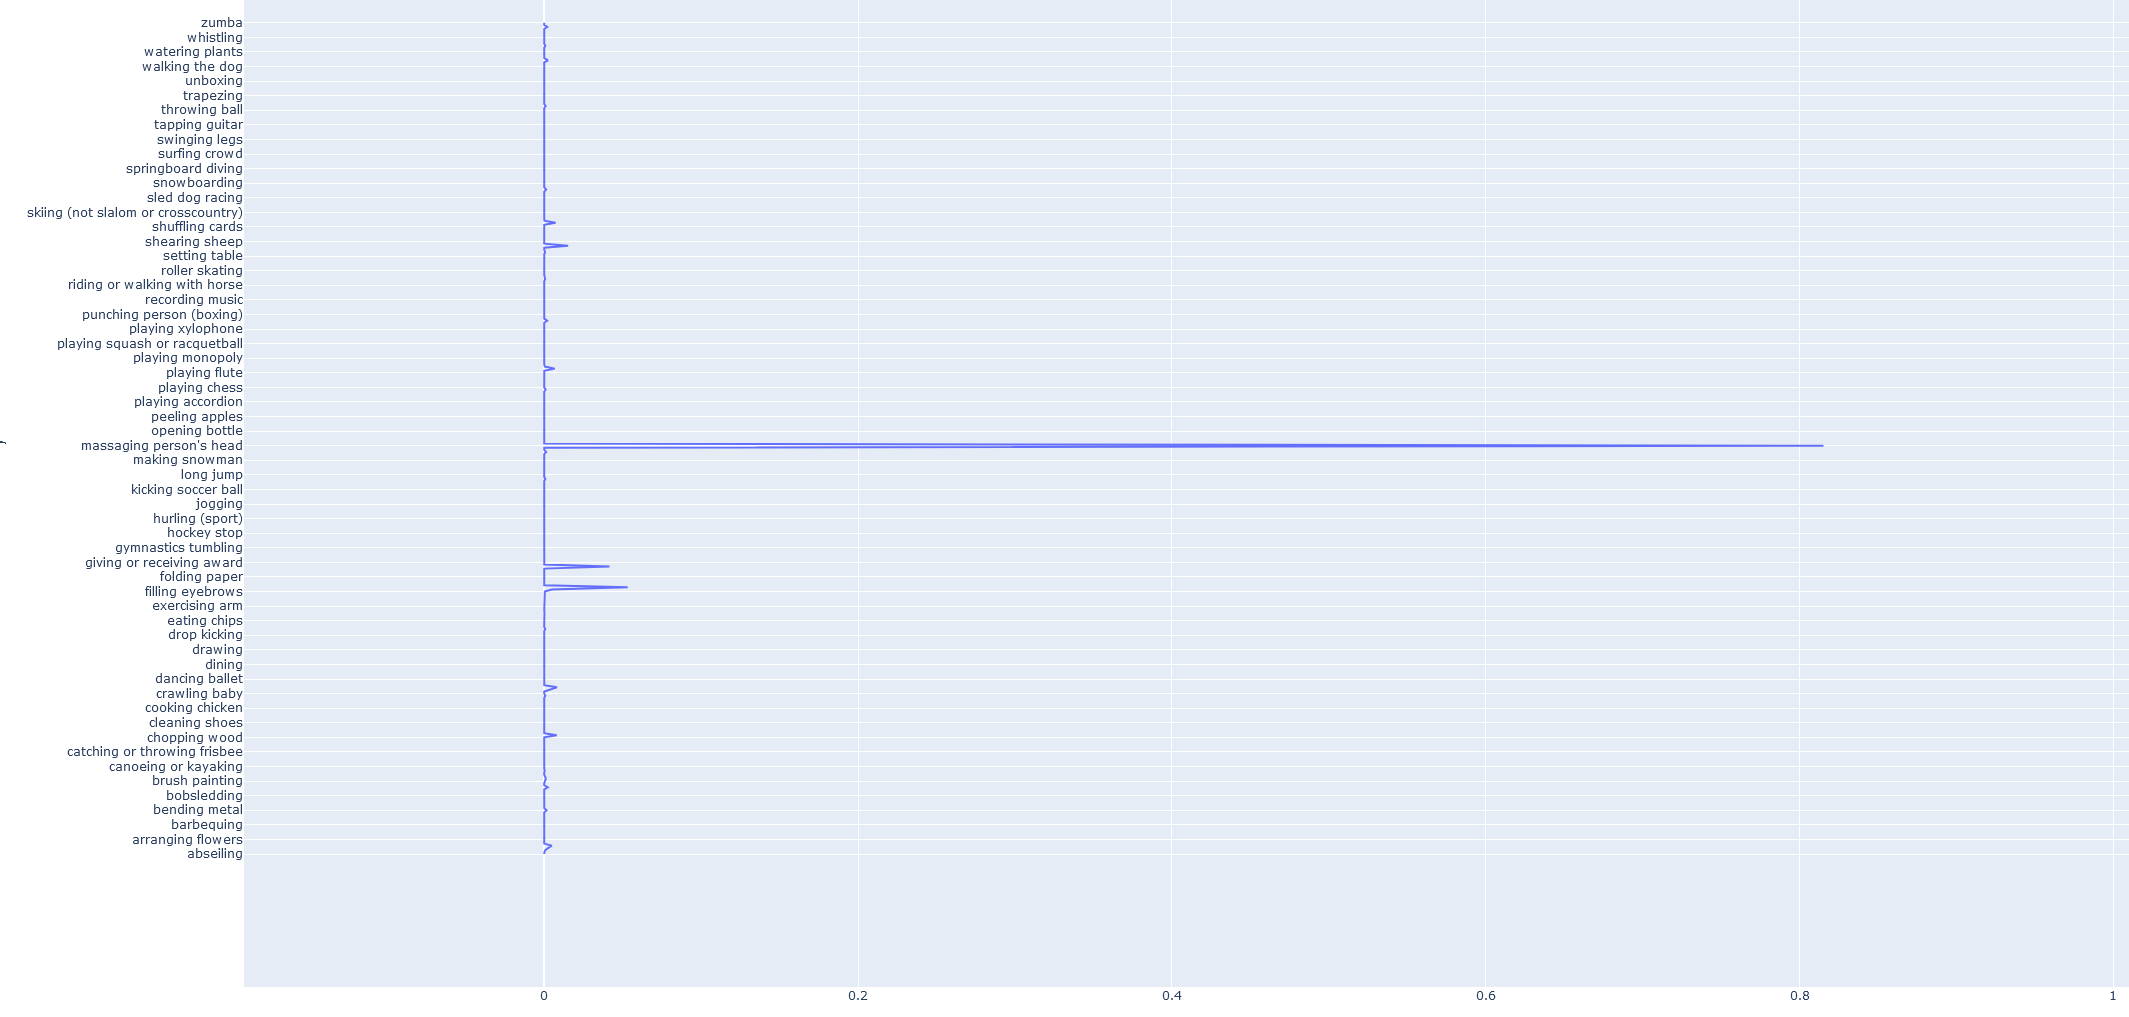 zumba
whistling
watering plants
walking the dog
unboxing
trapezing
throwing ball
tapping guitar
swinging legs
surfing crowd
springboard diving
snowboarding
sled dog racing
skiing (not slalom or crosscountry)
shuffling cards
shearing sheep
setting table
roller skating
riding or walking with horse
recording music
punching person (boxing)
playing xylophone
playing squash or racquetball
playing monopoly
playing flute
playing chess
playing accordion
peeling apples
opening bottle
massaging person's head
making snowman
long jump
kicking soccer ball
jogging
hurling (sport)
hockey stop
gymnastics tumbling
giving or receiving award
folding paper
filling eyebrows
exercising arm
eating chips
drop kicking
drawing
dining
dancing ballet
crawling baby
cooking chicken
cleaning shoes
chopping wood
catching or throwing frisbee
canoeing or kayaking
brush painting
bobsledding
bending metal
barbequing
arranging flowers
abseiling
0 0.2 0.4 0.6 0.8 1